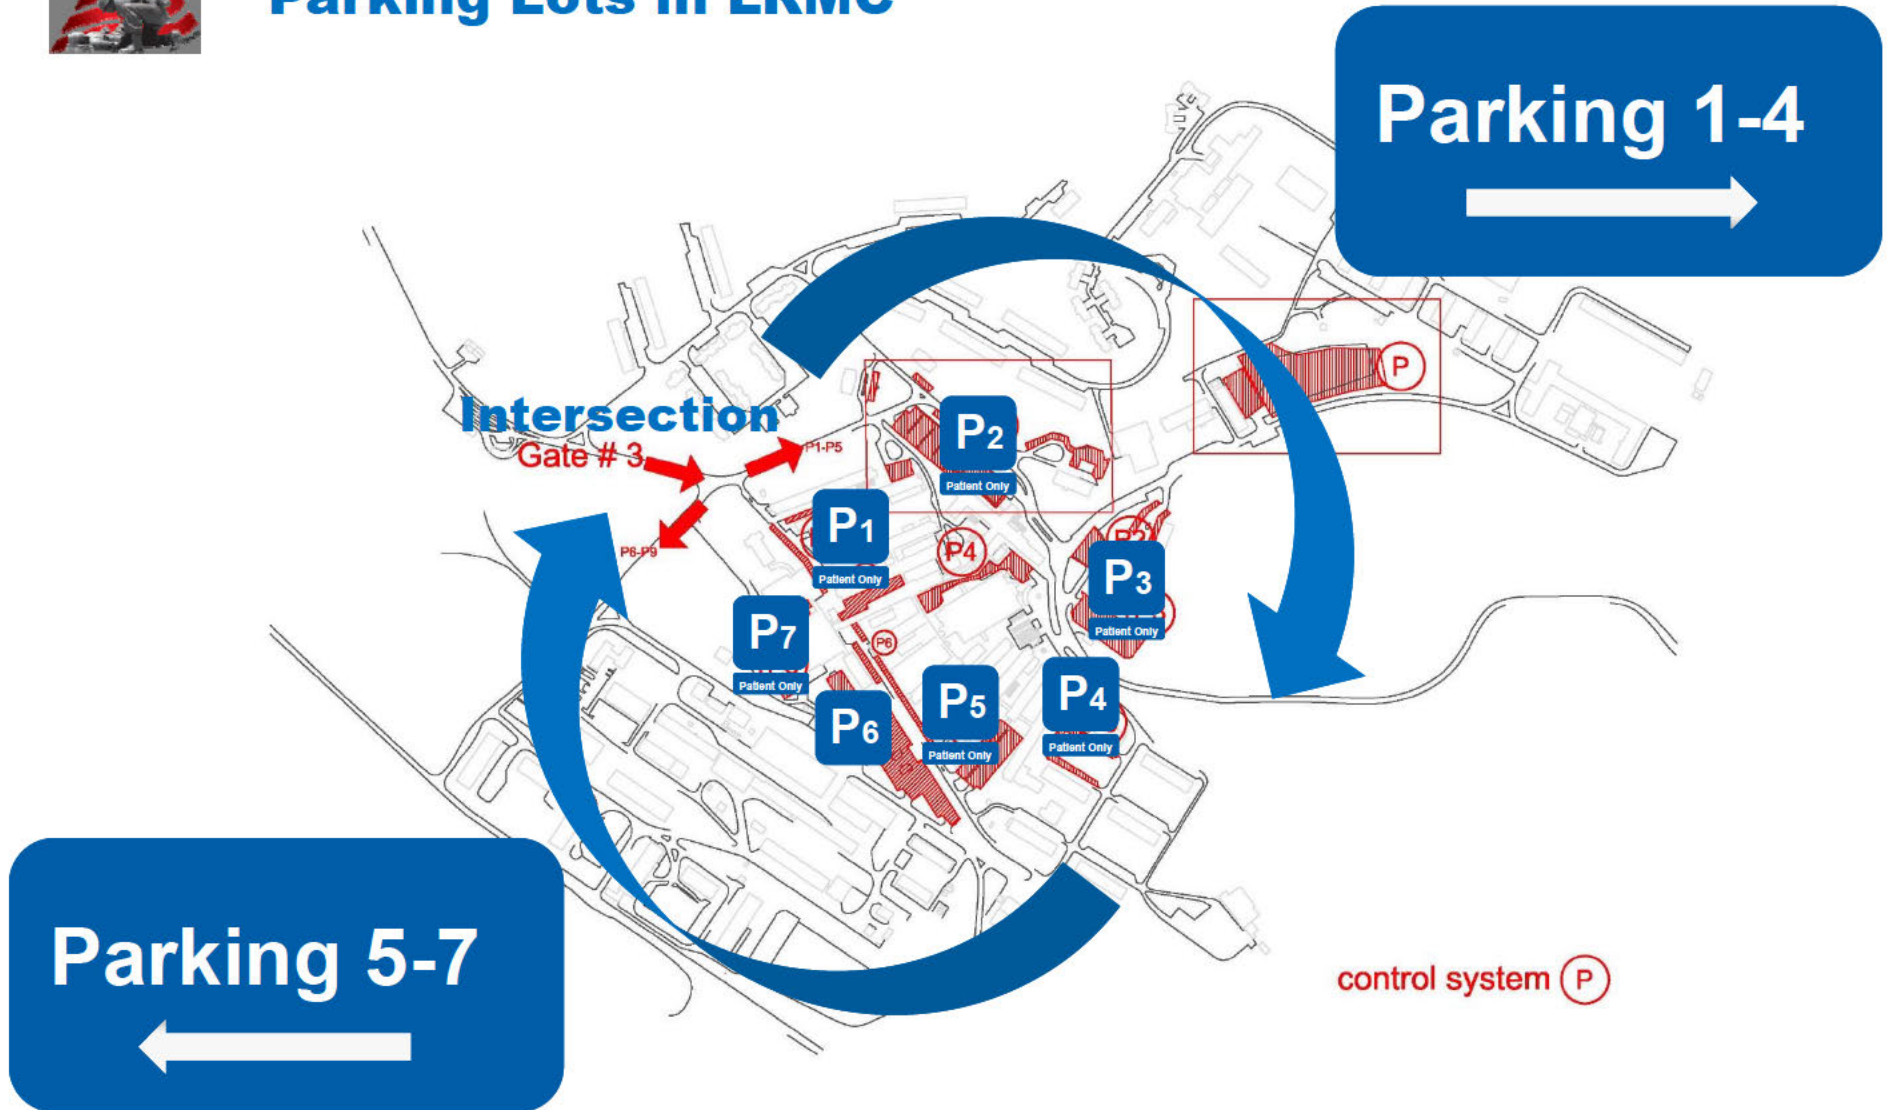 Parking Lots in LRMC
Parking 1-4
Intersection
Gate # 3
P1-P5
P6-P9
P
P2
Patient Only
P1
Patient Only
P4
P2
P3
Patient Only
P7
Patient Only
P6
P6
P5
Patient Only
P4
Patient Only
Parking 5-7
control system P